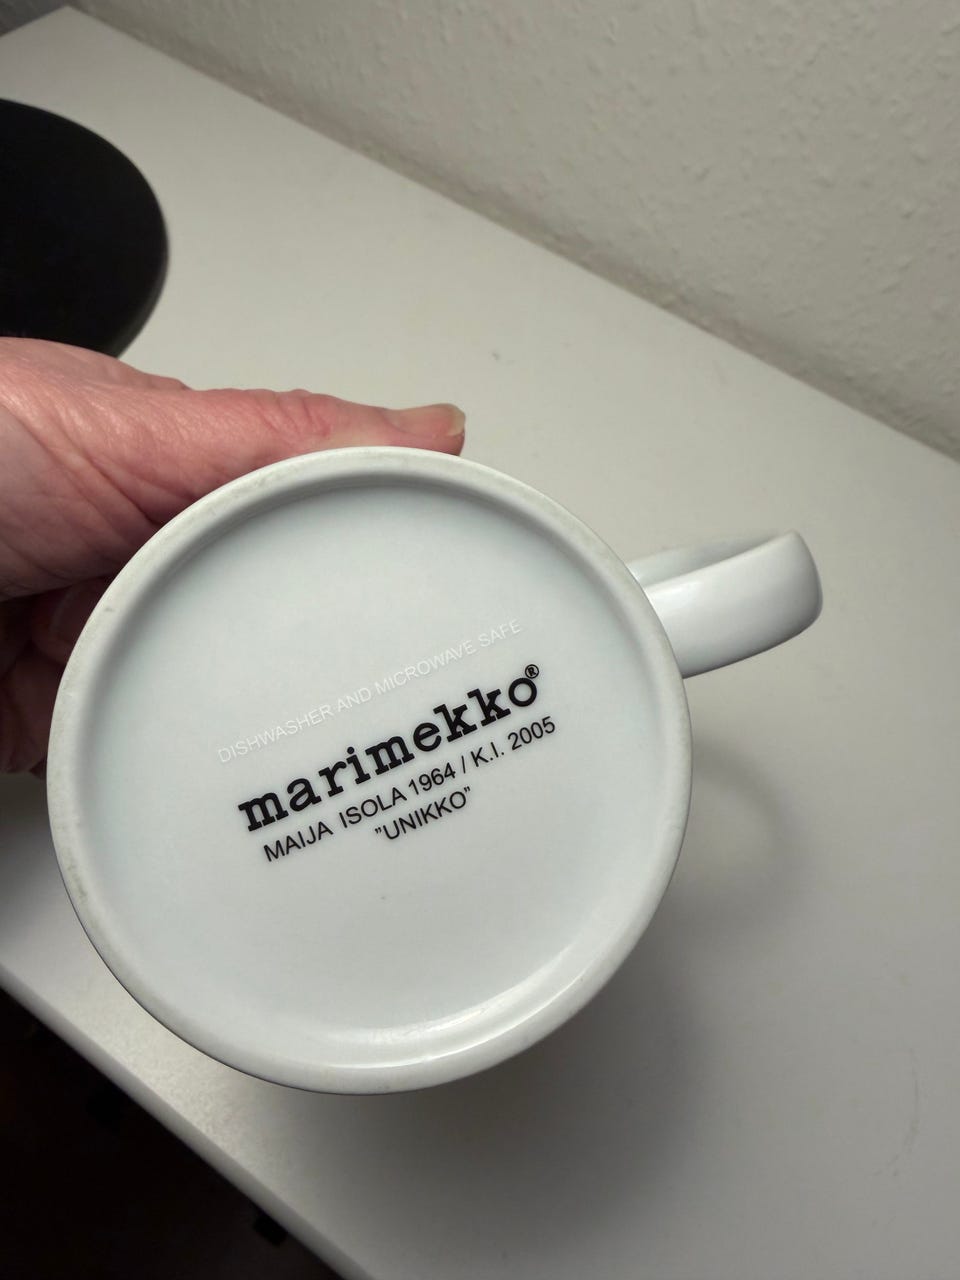 DISHWASHER AND MICROWAVE SAFE
marimekko®
MAIJA ISOLA 1964 / K.I. 2005
”UNIKKO”